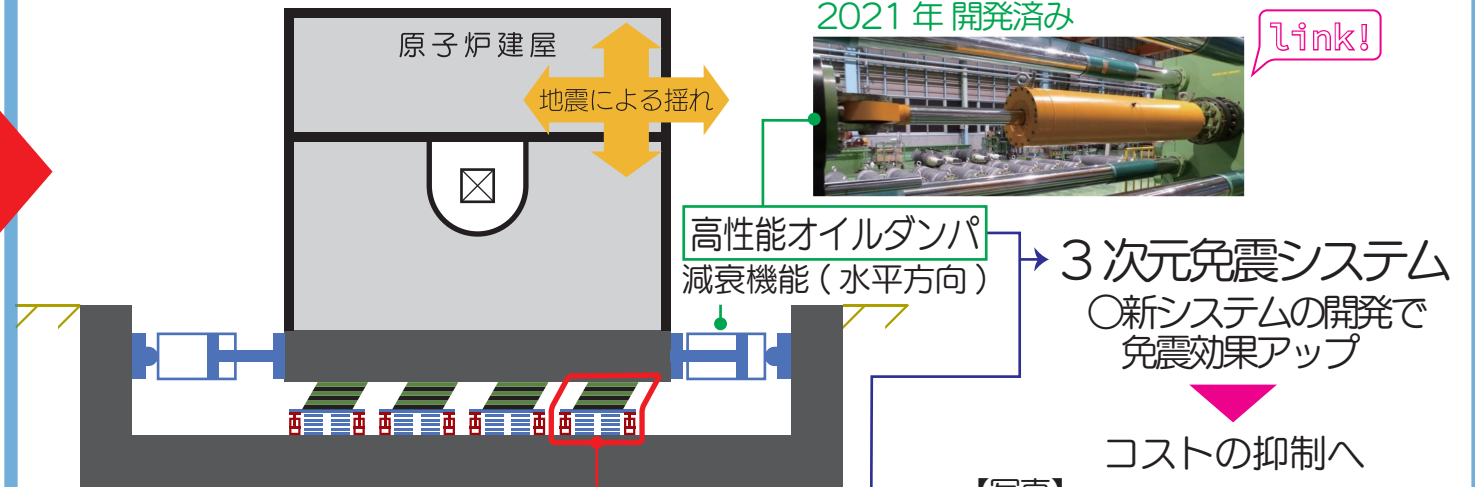 2021年 開発済み
link!
原子炉建屋
地震による揺れ
高性能オイルダンパ
減衰機能（水平方向）
3次元免震システム
○新システムの開発で
免震効果アップ
コストの抑制へ